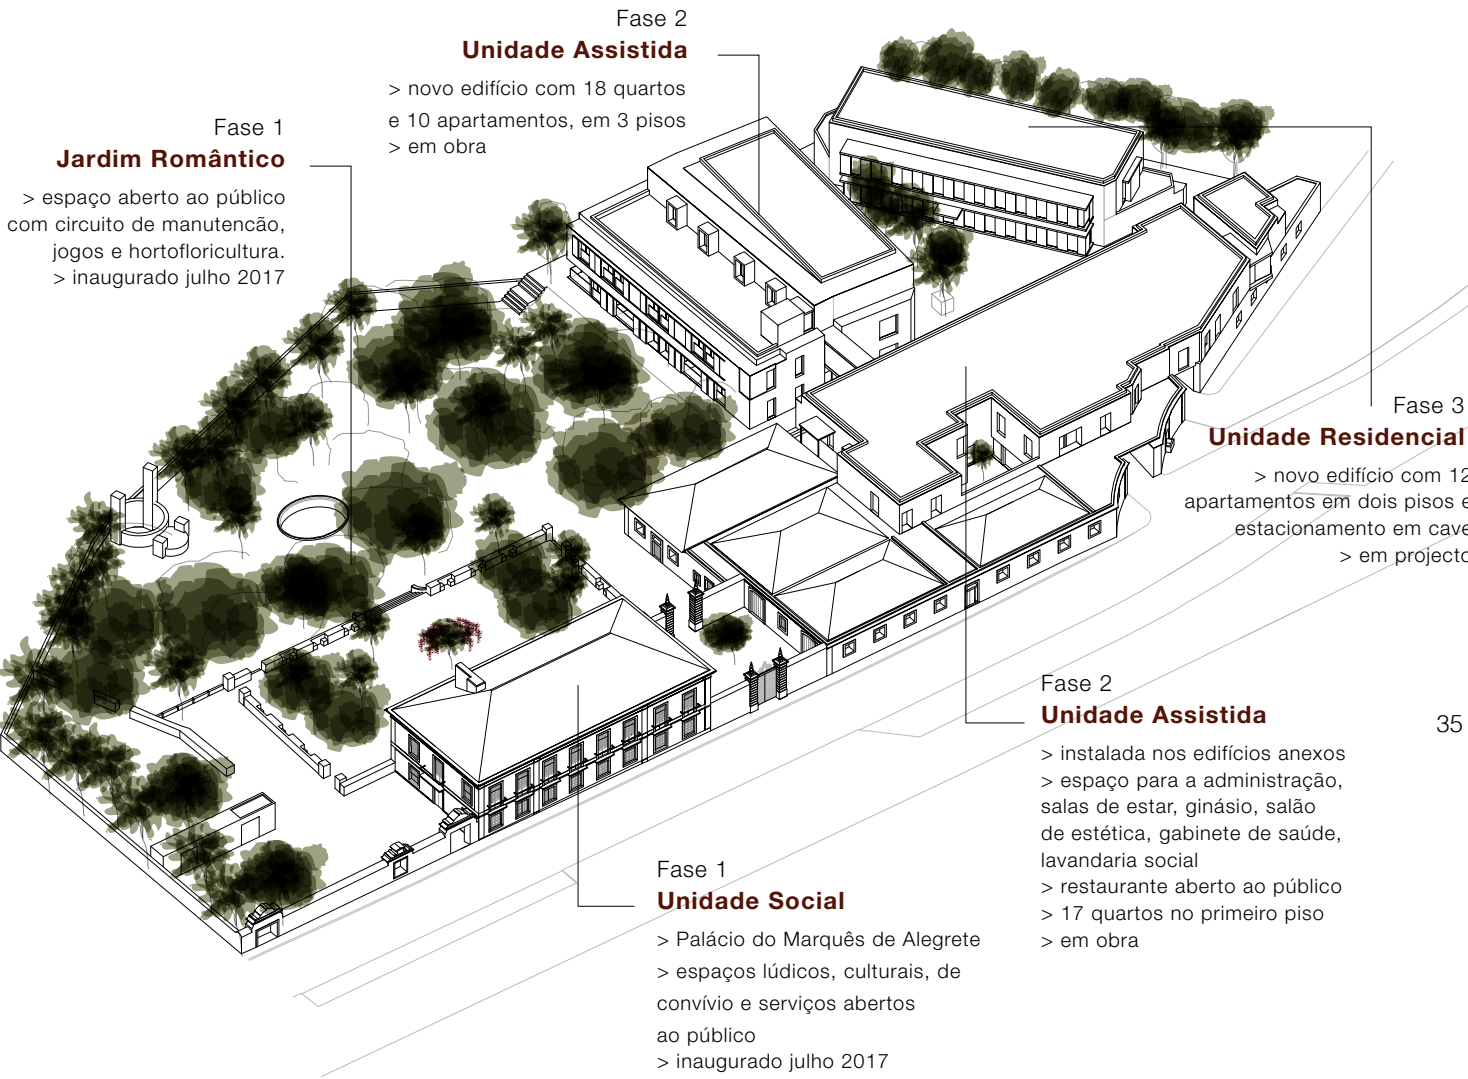 Fase 2
Unidade Assistida
> novo edifício com 18 quartos
e 10 apartamentos, em 3 pisos
> em obra
Fase 1
Jardim Romântico
> espaço aberto ao público
com circuito de manutencão,
jogos e hortofloricultura.
> inaugurado julho 2017
Fase 3
Unidade Residencial
> novo edifício com 12
apartamentos em dois pisos e
estacionamento em cave
> em projecto
Fase 2
Unidade Assistida
> instalada nos edifícios anexos
> espaço para a administração,
salas de estar, ginásio, salão
de estética, gabinete de saúde,
lavandaria social
> restaurante aberto ao público
> 17 quartos no primeiro piso
> em obra
35
Fase 1
Unidade Social
> Palácio do Marquês de Alegrete
> espaços lúdicos, culturais, de
convívio e serviços abertos
ao público
> inaugurado julho 2017